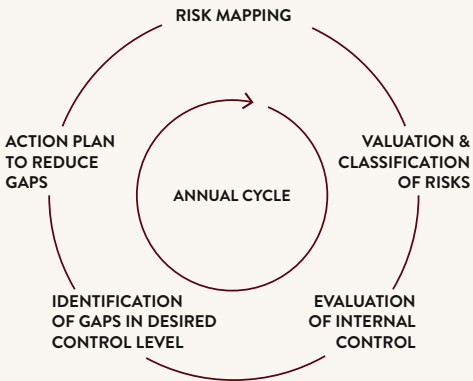 RISK MAPPING
VALUATION &
CLASSIFICATION
OF RISKS
EVALUATION
OF INTERNAL
CONTROL
IDENTIFICATION
OF GAPS IN DESIRED
CONTROL LEVEL
ACTION PLAN
TO REDUCE
GAPS
ANNUAL CYCLE